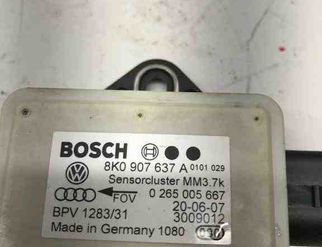 BOSCH
8K0 907 637 A 0101 029
Sensorcluster MM3.7k
FOV 0 265 005 667
20-06-07
BPV 1283/31 3009012
Made in Germany 1080